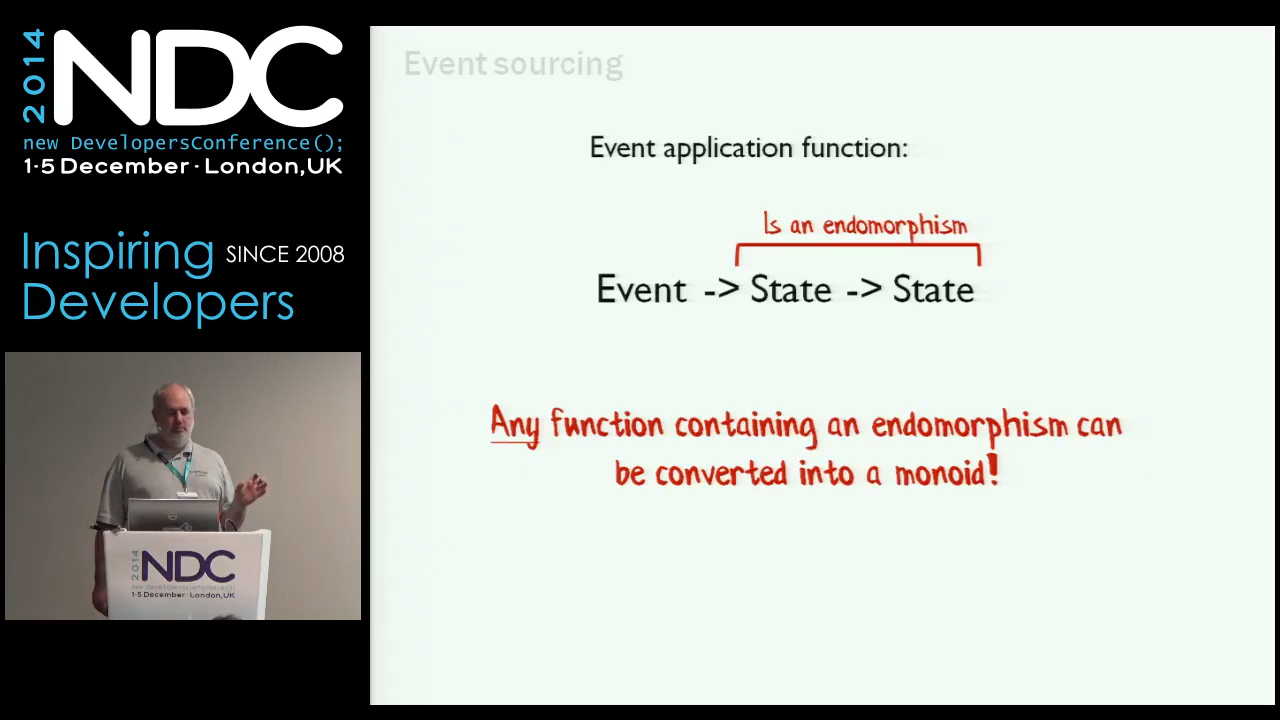 2014
NDC
new DevelopersConference();
1-5 December · London, UK
Inspiring
Developers
SINCE 2008
2014
NDC
new DevelopersConference();
1-5 December · London, UK
Event sourcing
Event application function:
Is an endomorphism
Event -> State -> State
Any function containing an endomorphism can
be converted into a monoid!